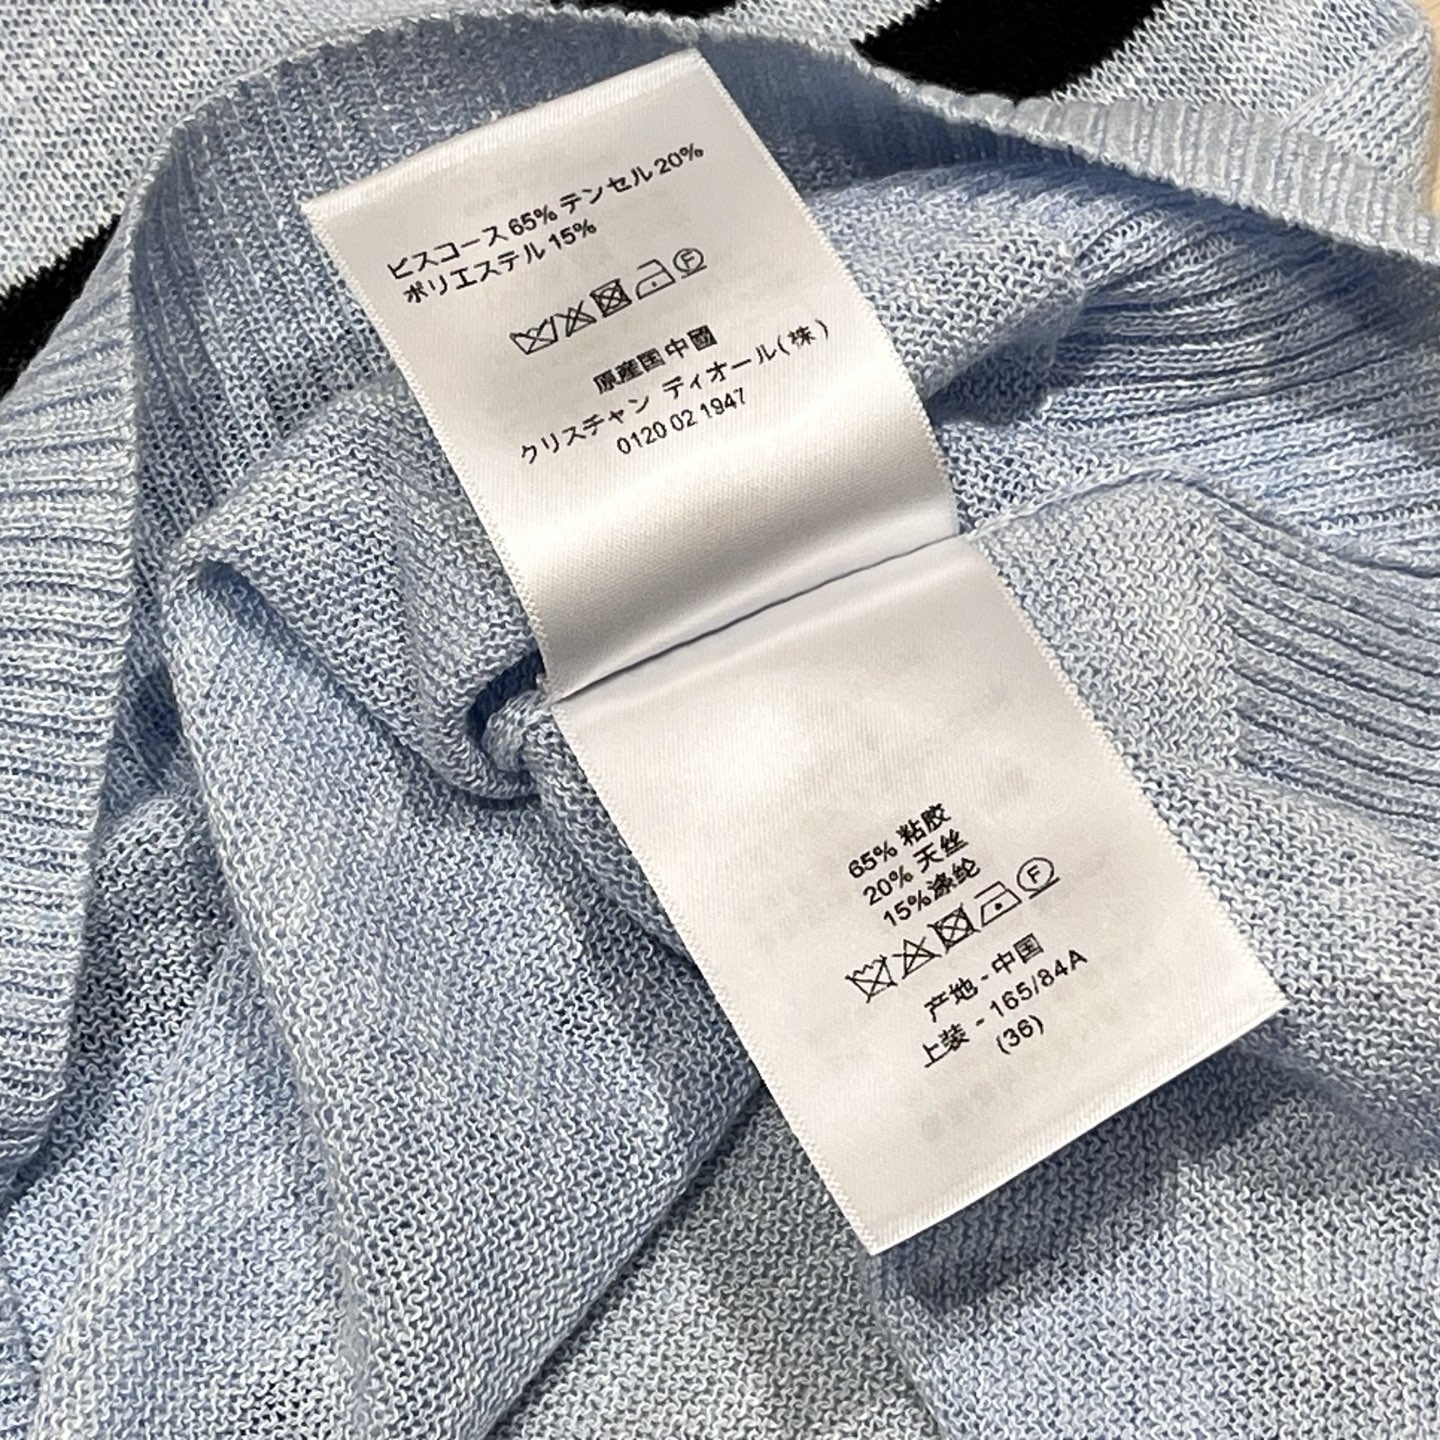 ビスコース 65% テンセル 20%
ポリエステル 15%
F
原産国 中國
クリスチャン ディオール(株)
0120 02 1947
65% 粘胶
20% 天丝
15%涤纶
F
产地 - 中国
上装 - 165/84A
(36)